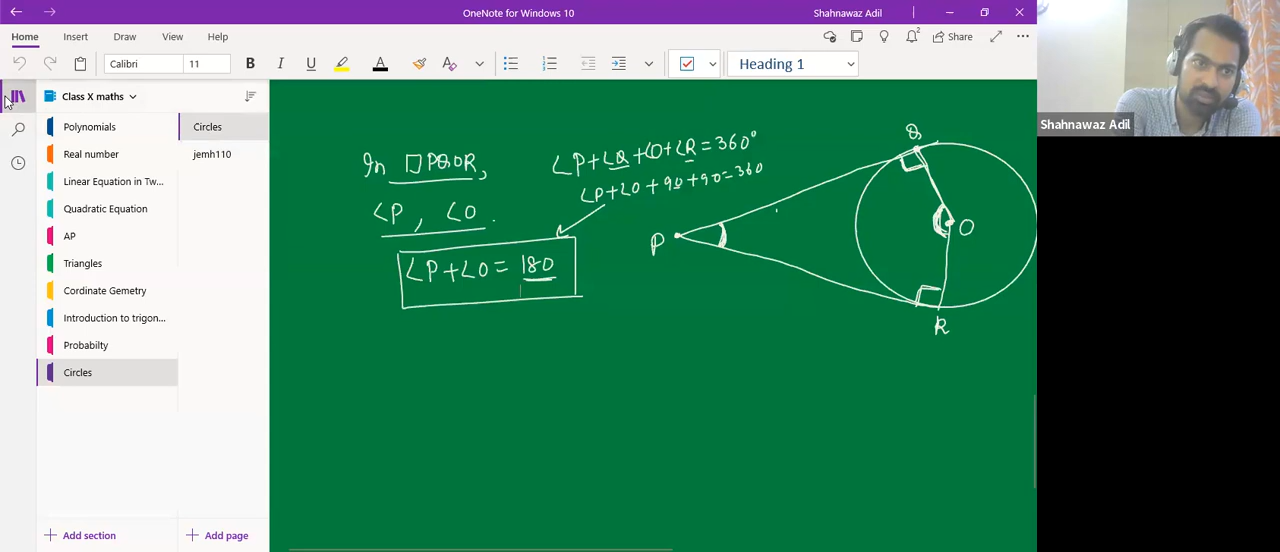 OneNote for Windows 10
Shahnawaz Adil
Home
Insert
Draw
View
Help
Share
Calibri
11
B
I
U
A
A
Heading 1
Class X maths
Polynomials
Real number
Linear Equation in Tw...
Quadratic Equation
AP
Triangles
Cordinate Gemetry
Introduction to trigon...
Probabilty
Circles
Circles
jemh110
Add section
Add page
In □PQOR,
∠P, ∠O.
∠P+∠Q+∠O+∠R=360°
∠P+∠O+90+90=360
∠P+∠O=180
P
Q
O
R
Shahnawaz Adil